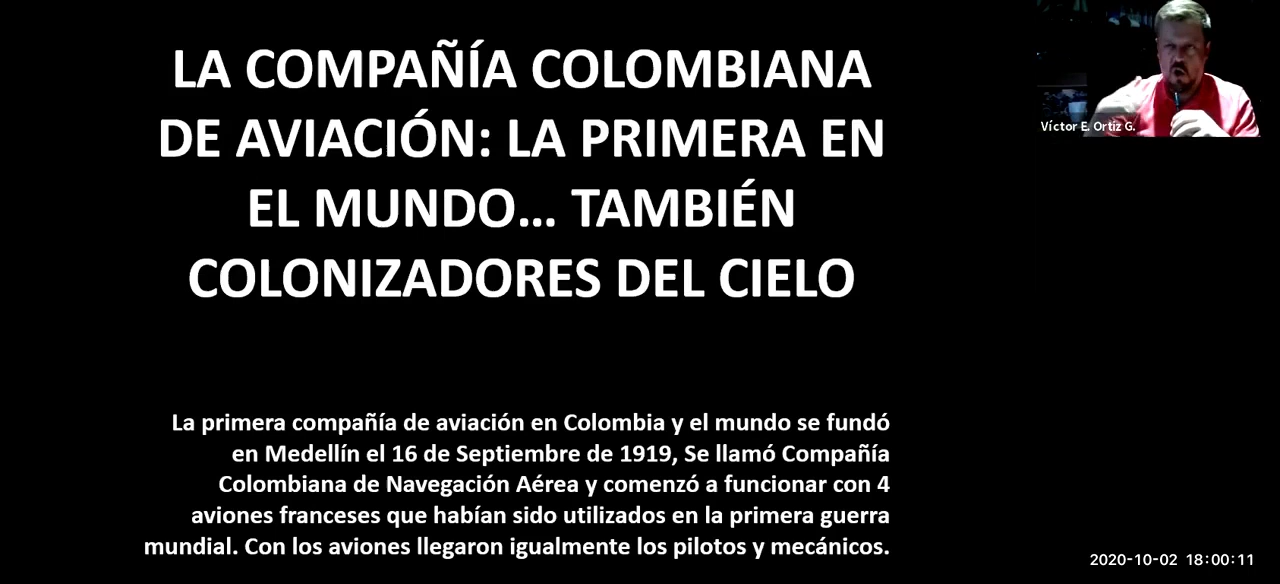 LA COMPAÑÍA COLOMBIANA
DE AVIACIÓN: LA PRIMERA EN
EL MUNDO... TAMBIÉN
COLONIZADORES DEL CIELO
La primera compañía de aviación en Colombia y el mundo se fundó
en Medellín el 16 de Septiembre de 1919, Se llamó Compañía
Colombiana de Navegación Aérea y comenzó a funcionar con 4
aviones franceses que habían sido utilizados en la primera guerra
mundial. Con los aviones llegaron igualmente los pilotos y mecánicos.
Víctor E. Ortiz G.
2020-10-02 18:00:11